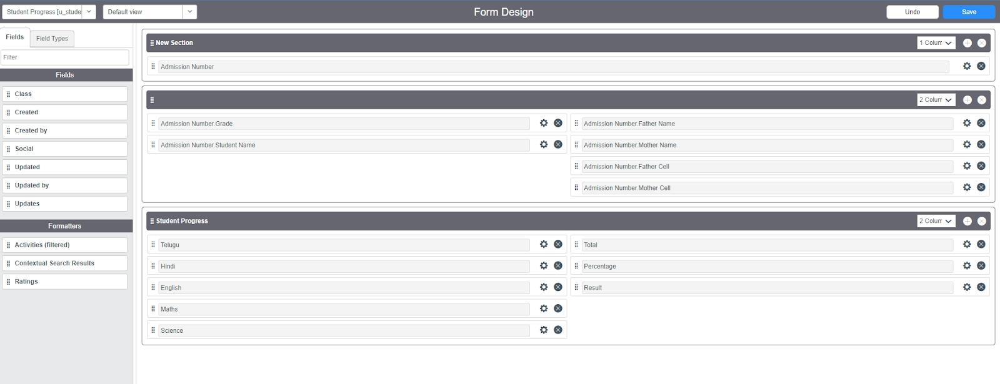 Student Progress [u_stude
Default view
Form Design
Undo
Save
Fields
Field Types
Filter
Fields
Class
Created
Created by
Social
Updated
Updated by
Updates
Formatters
Activities (filtered)
Contextual Search Results
Ratings
New Section
1 Colum
Admission Number
2 Colum
Admission Number.Grade
Admission Number.Student Name
Admission Number.Father Name
Admission Number.Mother Name
Admission Number.Father Cell
Admission Number.Mother Cell
Student Progress
2 Colum
Telugu
Hindi
English
Maths
Science
Total
Percentage
Result